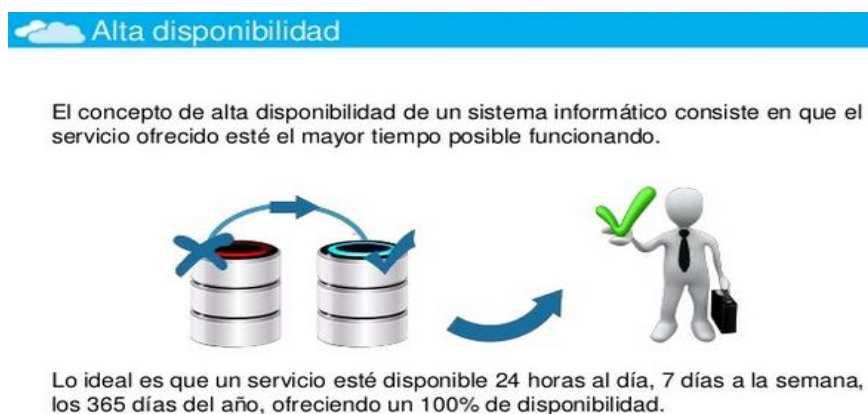 Alta disponibilidad
El concepto de alta disponibilidad de un sistema informático consiste en que el
servicio ofrecido esté el mayor tiempo posible funcionando.
Lo ideal es que un servicio esté disponible 24 horas al día, 7 días a la semana,
los 365 días del año, ofreciendo un 100% de disponibilidad.